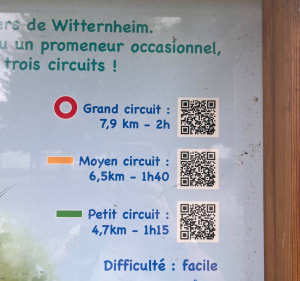 ers de Witternheim.
u un promeneur occasionnel,
trois circuits !
Grand circuit :
7,9 km - 2h
Moyen circuit :
6,5km - 1h40
Petit circuit :
4,7km - 1h15
Difficulté : facile